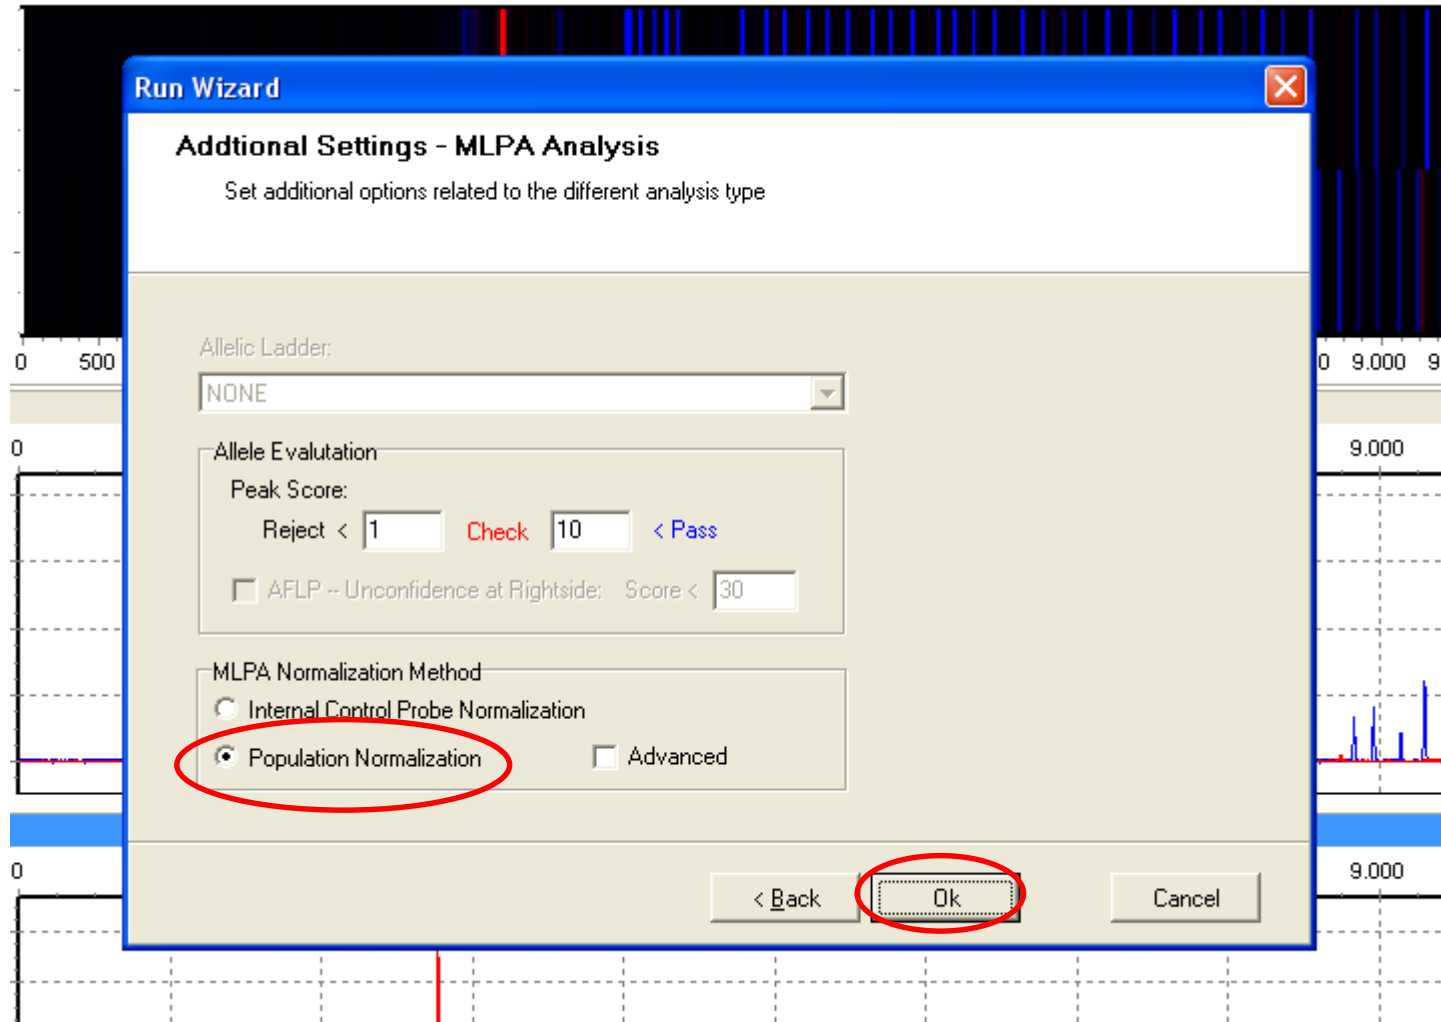 Run Wizard
Addtional Settings - MLPA Analysis
Set additional options related to the different analysis type
0 500 0 9.000 9
Allelic Ladder:
NONE
0 9.000
Allele Evalutation
Peak Score:
Reject < 1 Check 10 < Pass
AFLP -- Unconfidence at Rightside: Score < 30
MLPA Normalization Method
Internal Control Probe Normalization
Population Normalization Advanced
0 9.000
< Back Ok Cancel